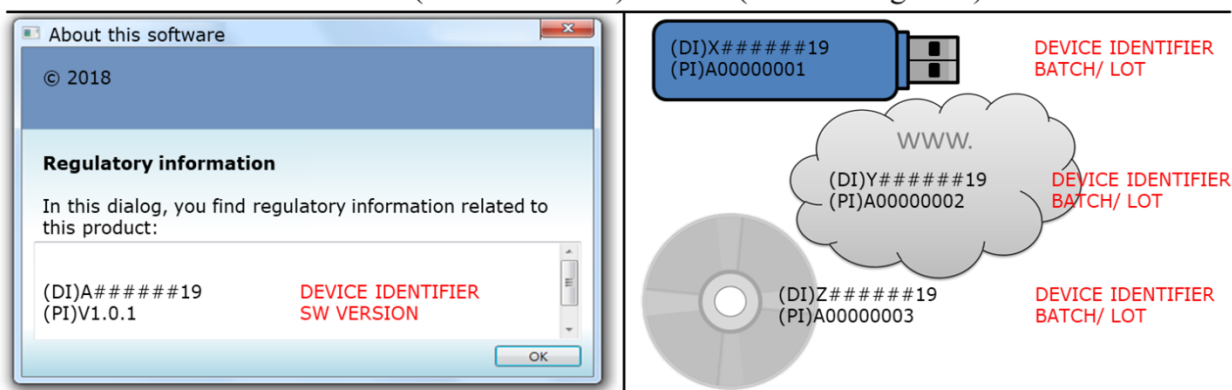 About this software
© 2018
Regulatory information
In this dialog, you find regulatory information related to
this product:
(DI)A######19 DEVICE IDENTIFIER
(PI)V1.0.1 SW VERSION
OK
(DI)X######19 DEVICE IDENTIFIER
(PI)A00000001 BATCH/ LOT
www.
(DI)Y######19 DEVICE IDENTIFIER
(PI)A00000002 BATCH/ LOT
(DI)Z######19 DEVICE IDENTIFIER
(PI)A00000003 BATCH/ LOT